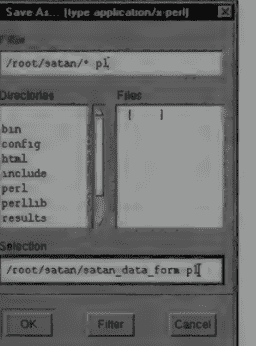 Save As... [type application/x-perl]
Filter
/root/satan/*.pl
Directories
Files
[ ]
bin
config
html
include
perl
perllib
results
Selection
/root/satan/satan_data_form.pl
OK
Filter
Cancel